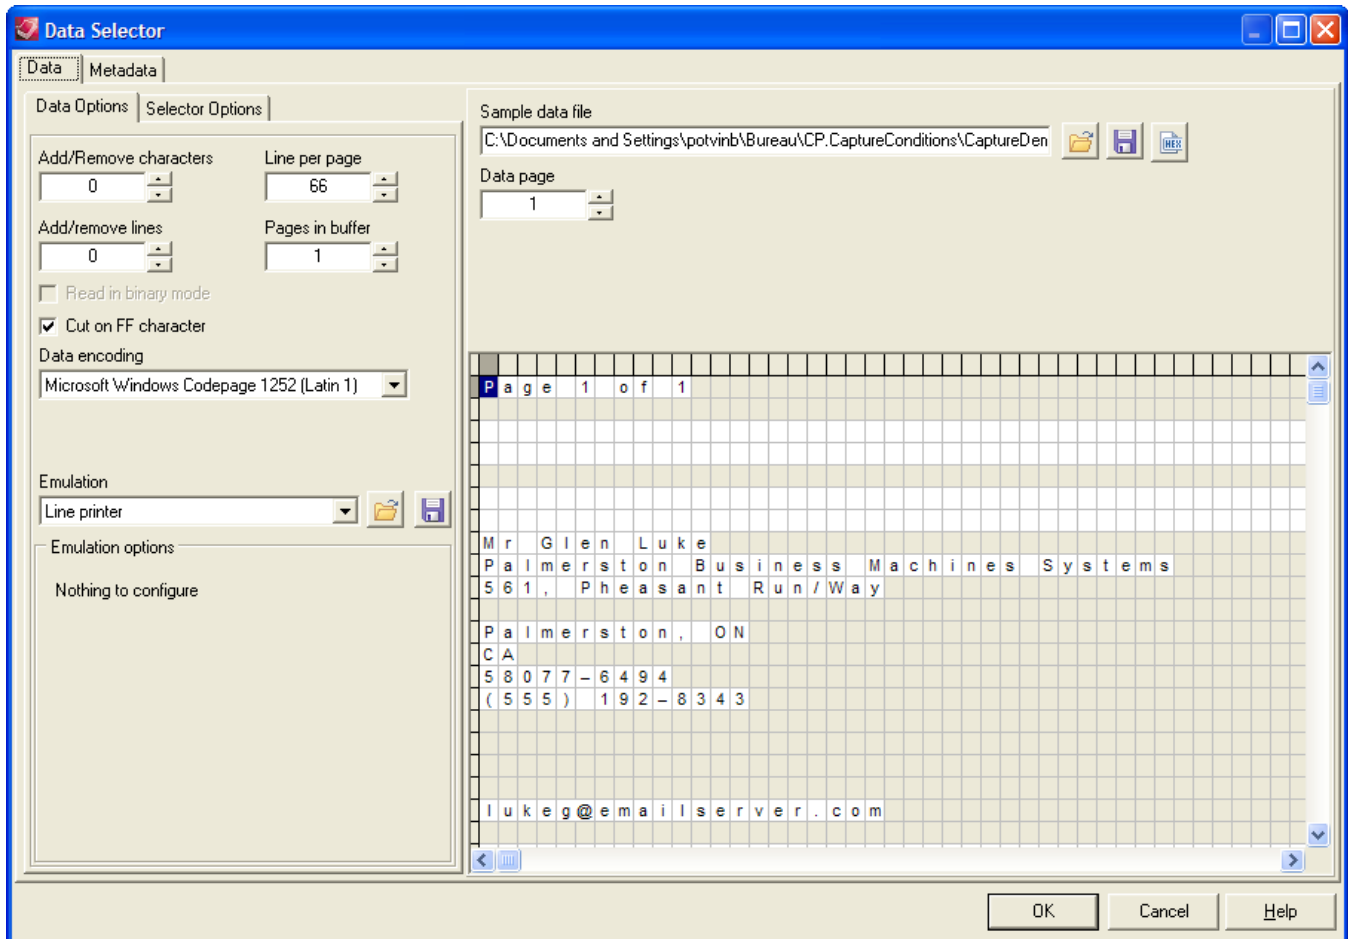 Data Selector
Data
Metadata
Data Options
Selector Options
Add/Remove characters
Line per page
0
66
Add/remove lines
Pages in buffer
0
1
Read in binary mode
Cut on FF character
Data encoding
Microsoft Windows Codepage 1252 (Latin 1)
Emulation
Line printer
Emulation options
Nothing to configure
Sample data file
C:\Documents and Settings\potvinb\Bureau\CP.CaptureConditions\CaptureDen
HEX
Data page
1
Page 1 of 1
Mr Glen Luke
Palmerston Business Machines Systems
561, Pheasant Run/Way
Palmerston, ON
CA
58077-6494
(555) 192-8343
lukeg@emailserver.com
OK
Cancel
Help